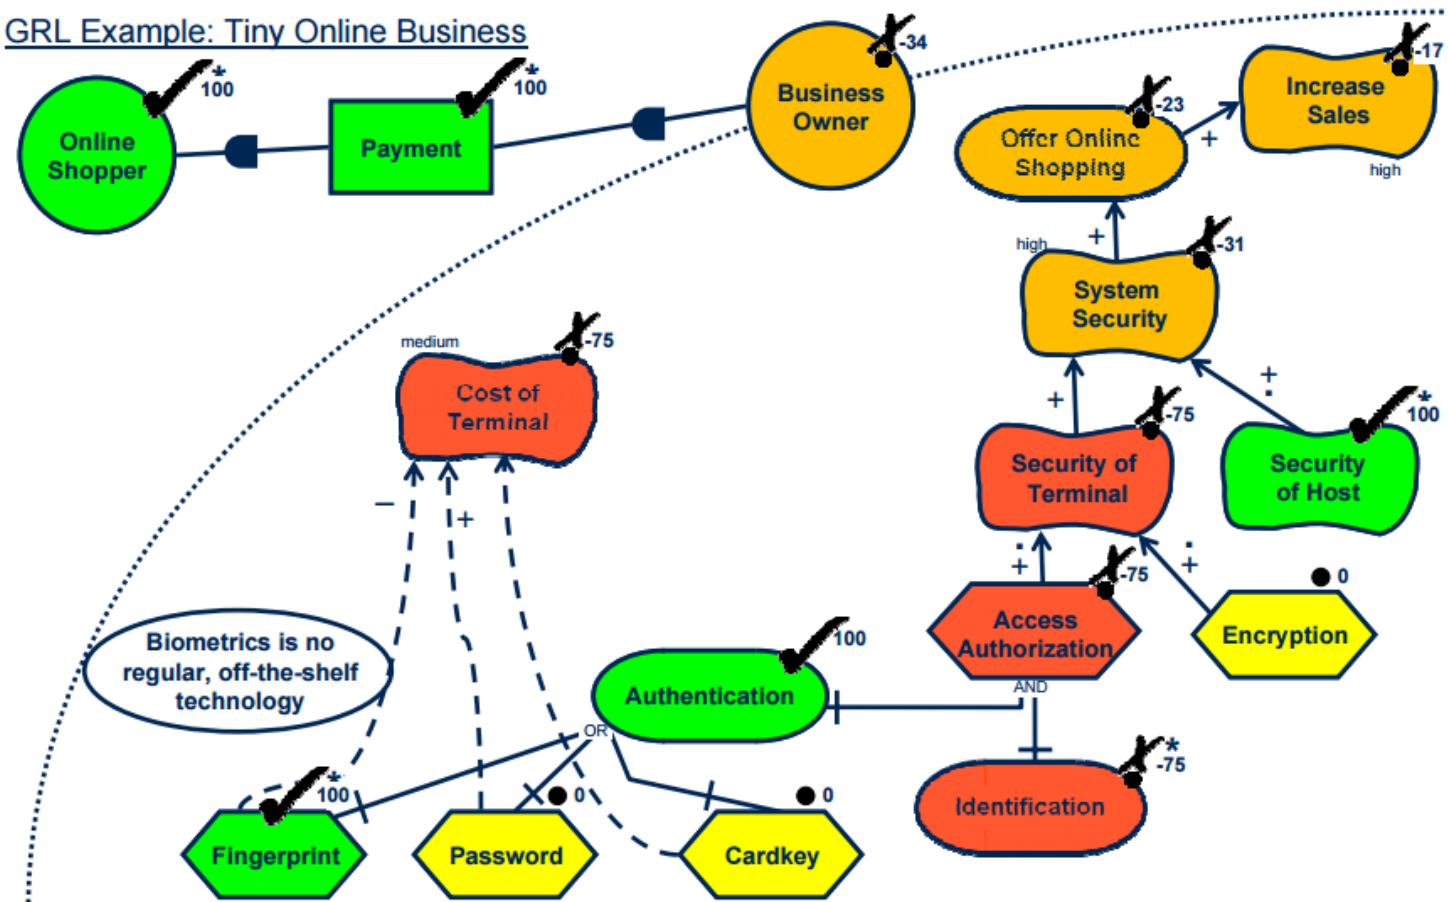 GRL Example: Tiny Online Business
* 100
Online
Shopper
* 100
Payment
-34
Business
Owner
-23
Offer Online
Shopping
+
-17
Increase
Sales
high
+
high
-31
System
Security
medium
-75
Cost of
Terminal
+
+
-75
Security of
Terminal
* 100
Security
of Host
–
+
+
+
-75
Access
Authorization
AND
0
Encryption
Biometrics is no
regular, off-the-shelf
technology
100
Authentication
OR
* -75
Identification
* 100
Fingerprint
0
Password
0
Cardkey